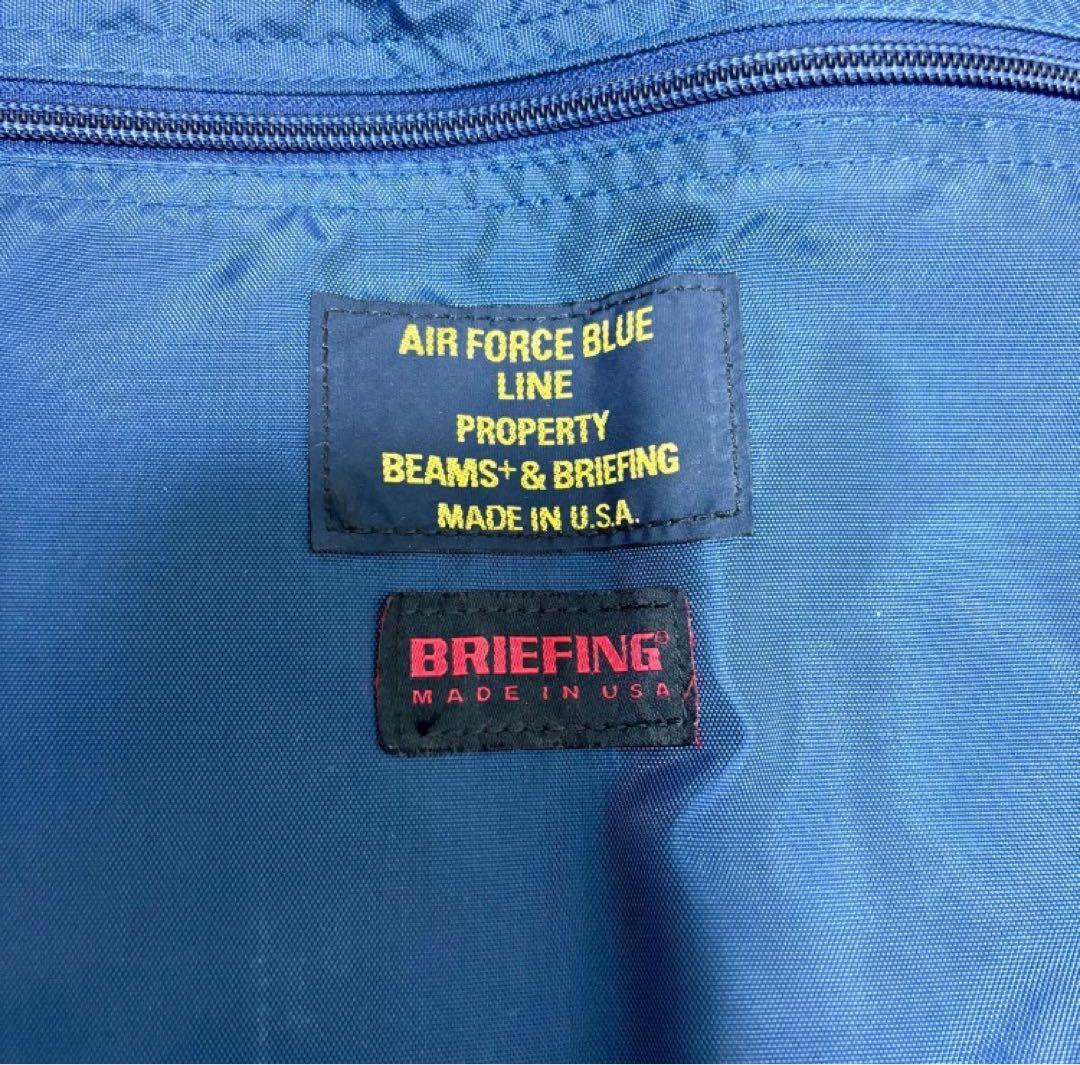 AIR FORCE BLUE
LINE
PROPERTY
BEAMS+ & BRIEFING
MADE IN U.S.A.
BRIEFING®
MADE IN USA